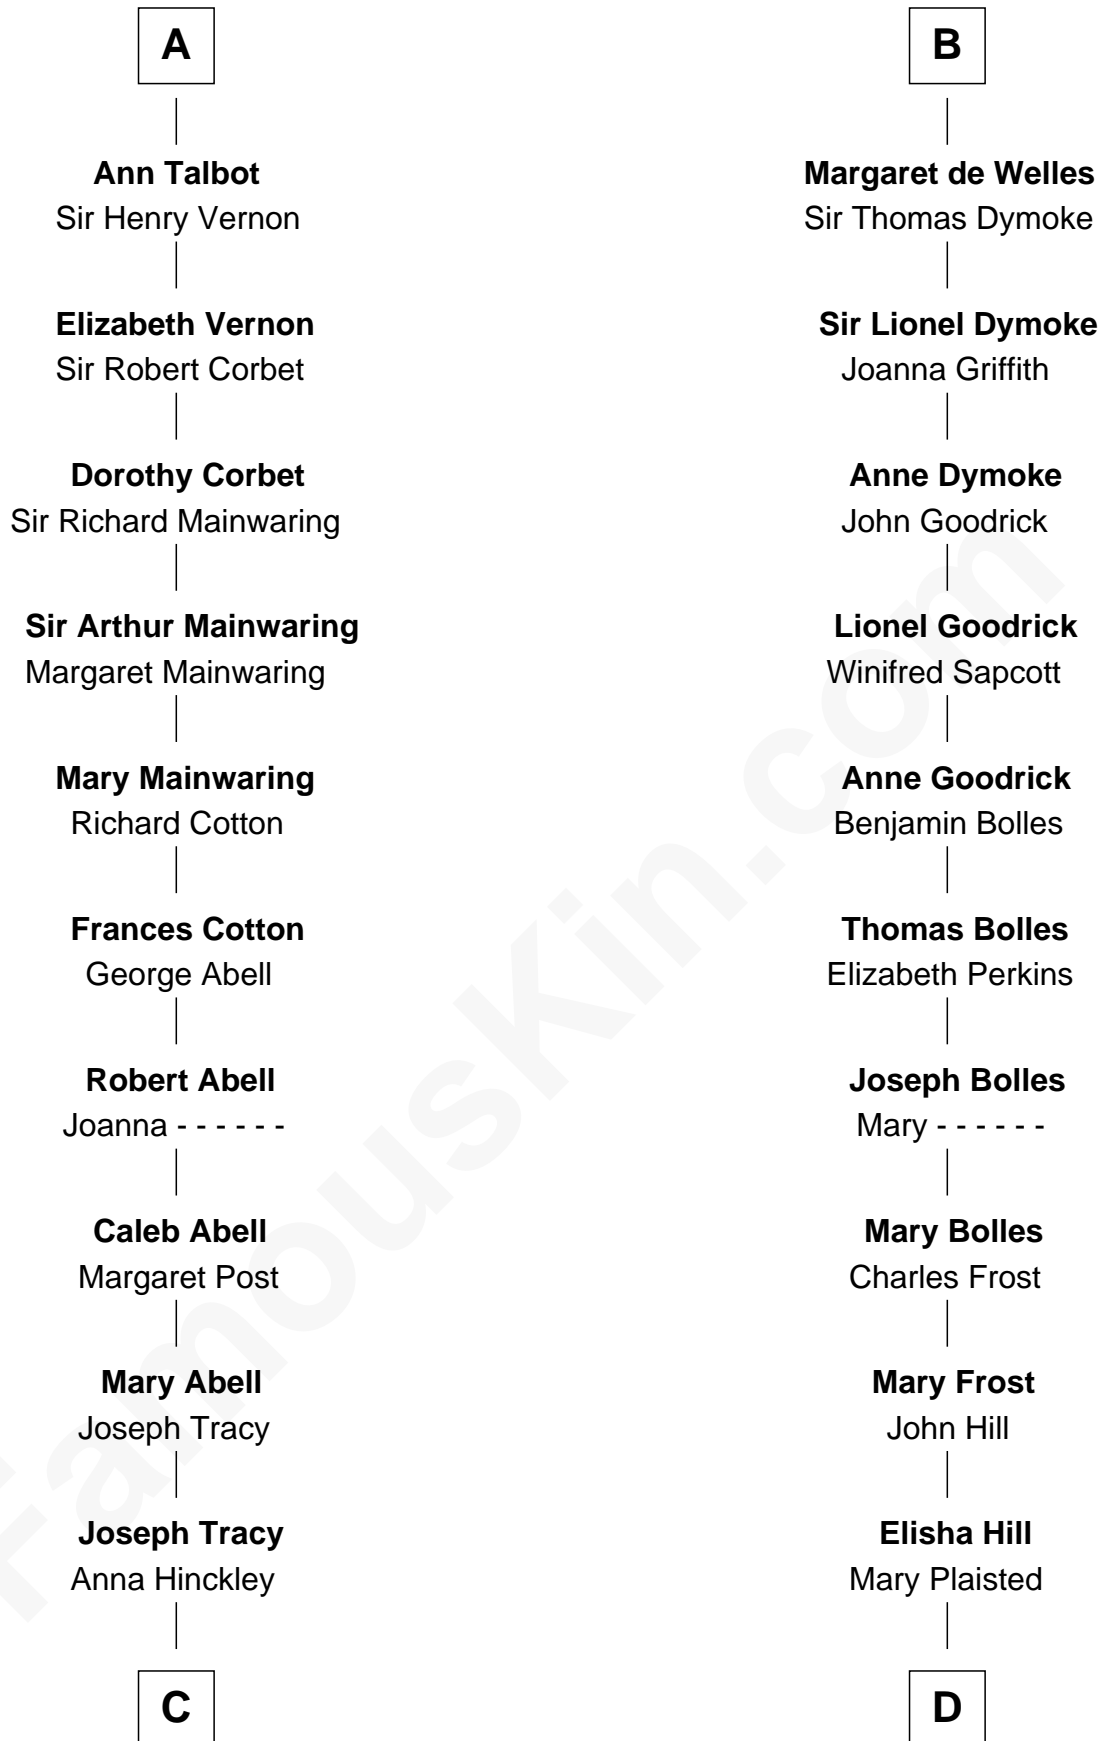 A
Ann Talbot
Sir Henry Vernon
Elizabeth Vernon
Sir Robert Corbet
Dorothy Corbet
Sir Richard Mainwaring
Sir Arthur Mainwaring
Margaret Mainwaring
Mary Mainwaring
Richard Cotton
Frances Cotton
George Abell
Robert Abell
Joanna - - - - - -
Caleb Abell
Margaret Post
Mary Abell
Joseph Tracy
Joseph Tracy
Anna Hinckley
C
B
Margaret de Welles
Sir Thomas Dymoke
Sir Lionel Dymoke
Joanna Griffith
Anne Dymoke
John Goodrick
Lionel Goodrick
Winifred Sapcott
Anne Goodrick
Benjamin Bolles
Thomas Bolles
Elizabeth Perkins
Joseph Bolles
Mary - - - - - -
Mary Bolles
Charles Frost
Mary Frost
John Hill
Elisha Hill
Mary Plaisted
D
FamousKin.com